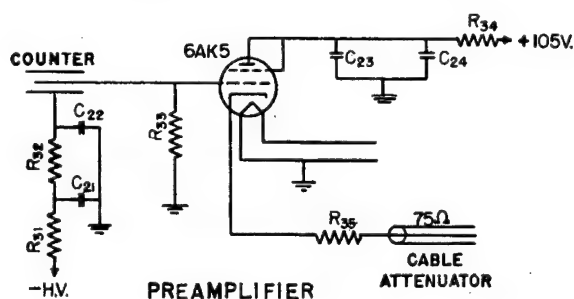 COUNTER
6AK5
R34
+105V.
C23
C24
C22
R33
R32
C21
R31
-H.V.
R35
75Ω
CABLE
ATTENUATOR
PREAMPLIFIER